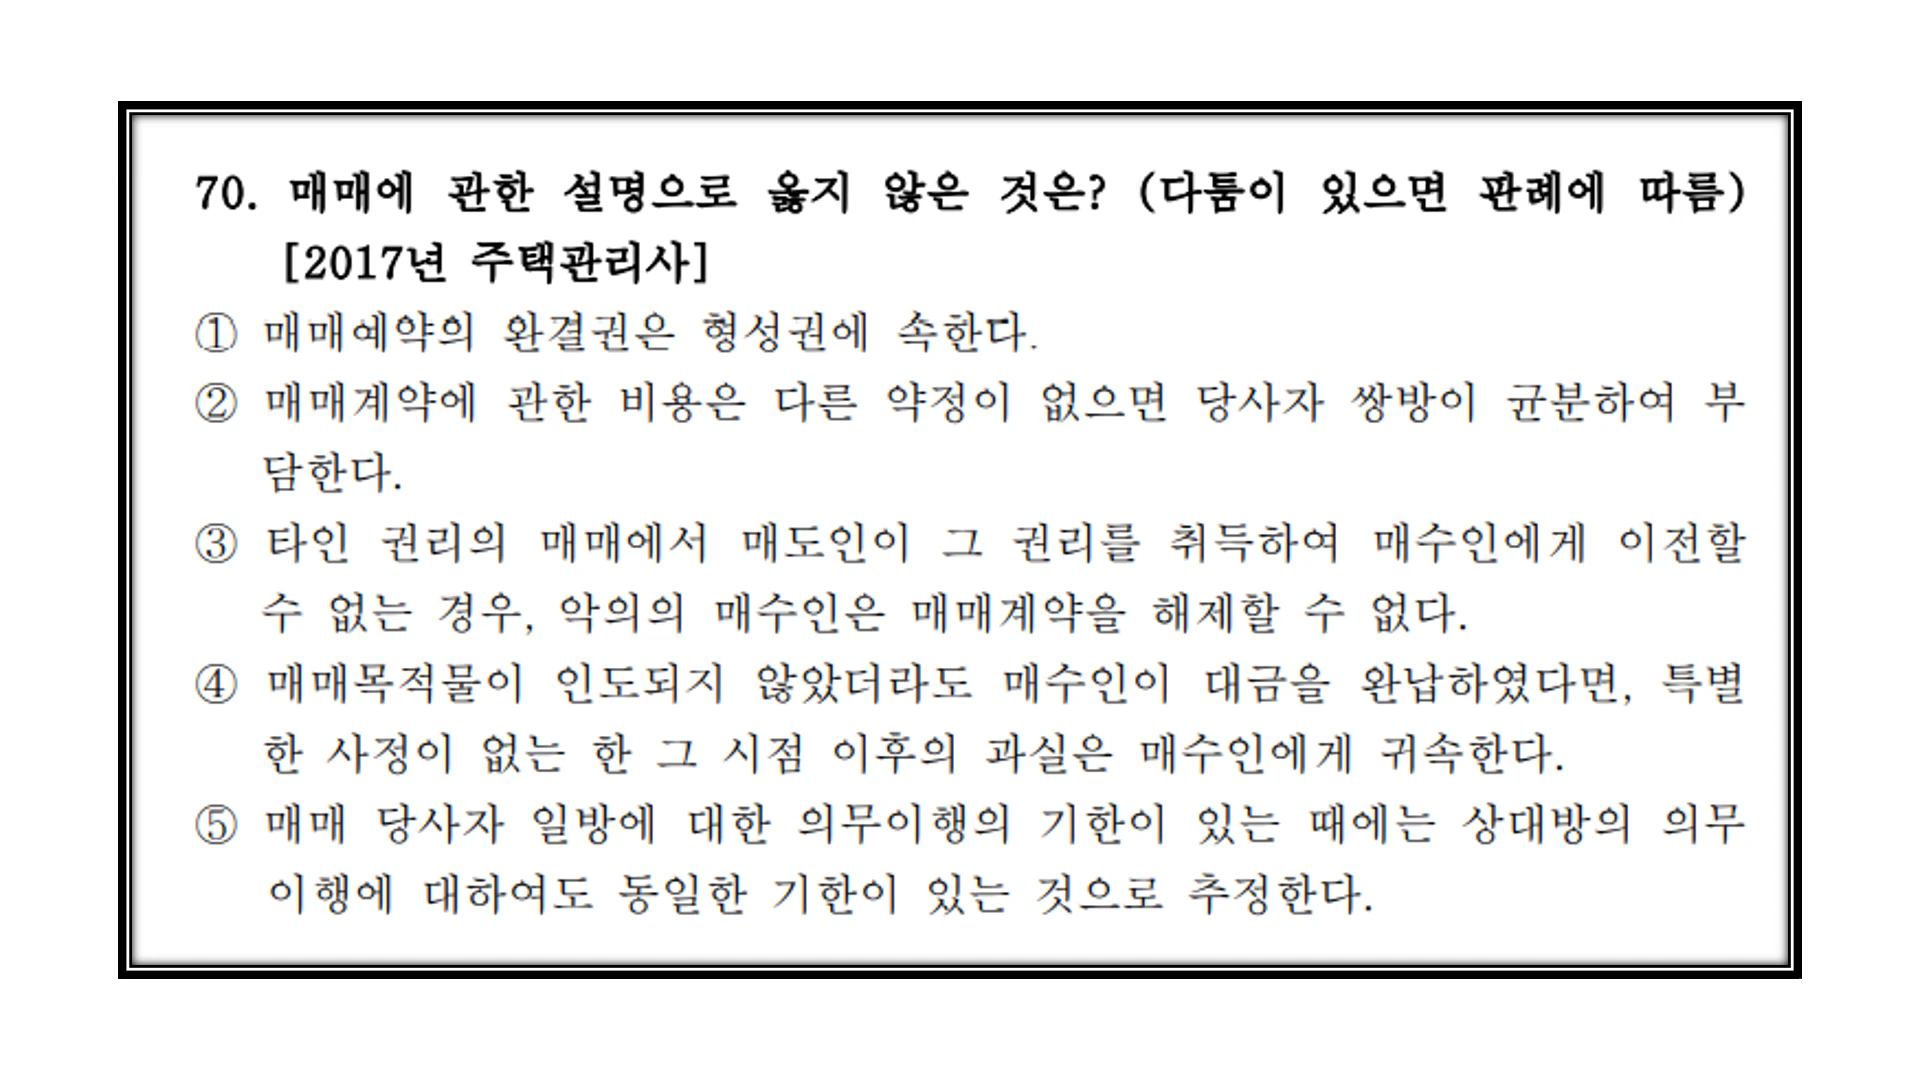 70. 매매에 관한 설명으로 옳지 않은 것은? (다툼이 있으면 판례에 따름)
[2017년 주택관리사]
① 매매예약의 완결권은 형성권에 속한다.
② 매매계약에 관한 비용은 다른 약정이 없으면 당사자 쌍방이 균분하여 부
담한다.
③ 타인 권리의 매매에서 매도인이 그 권리를 취득하여 매수인에게 이전할
수 없는 경우, 악의의 매수인은 매매계약을 해제할 수 없다.
④ 매매목적물이 인도되지 않았더라도 매수인이 대금을 완납하였다면, 특별
한 사정이 없는 한 그 시점 이후의 과실은 매수인에게 귀속한다.
⑤ 매매 당사자 일방에 대한 의무이행의 기한이 있는 때에는 상대방의 의무
이행에 대하여도 동일한 기한이 있는 것으로 추정한다.